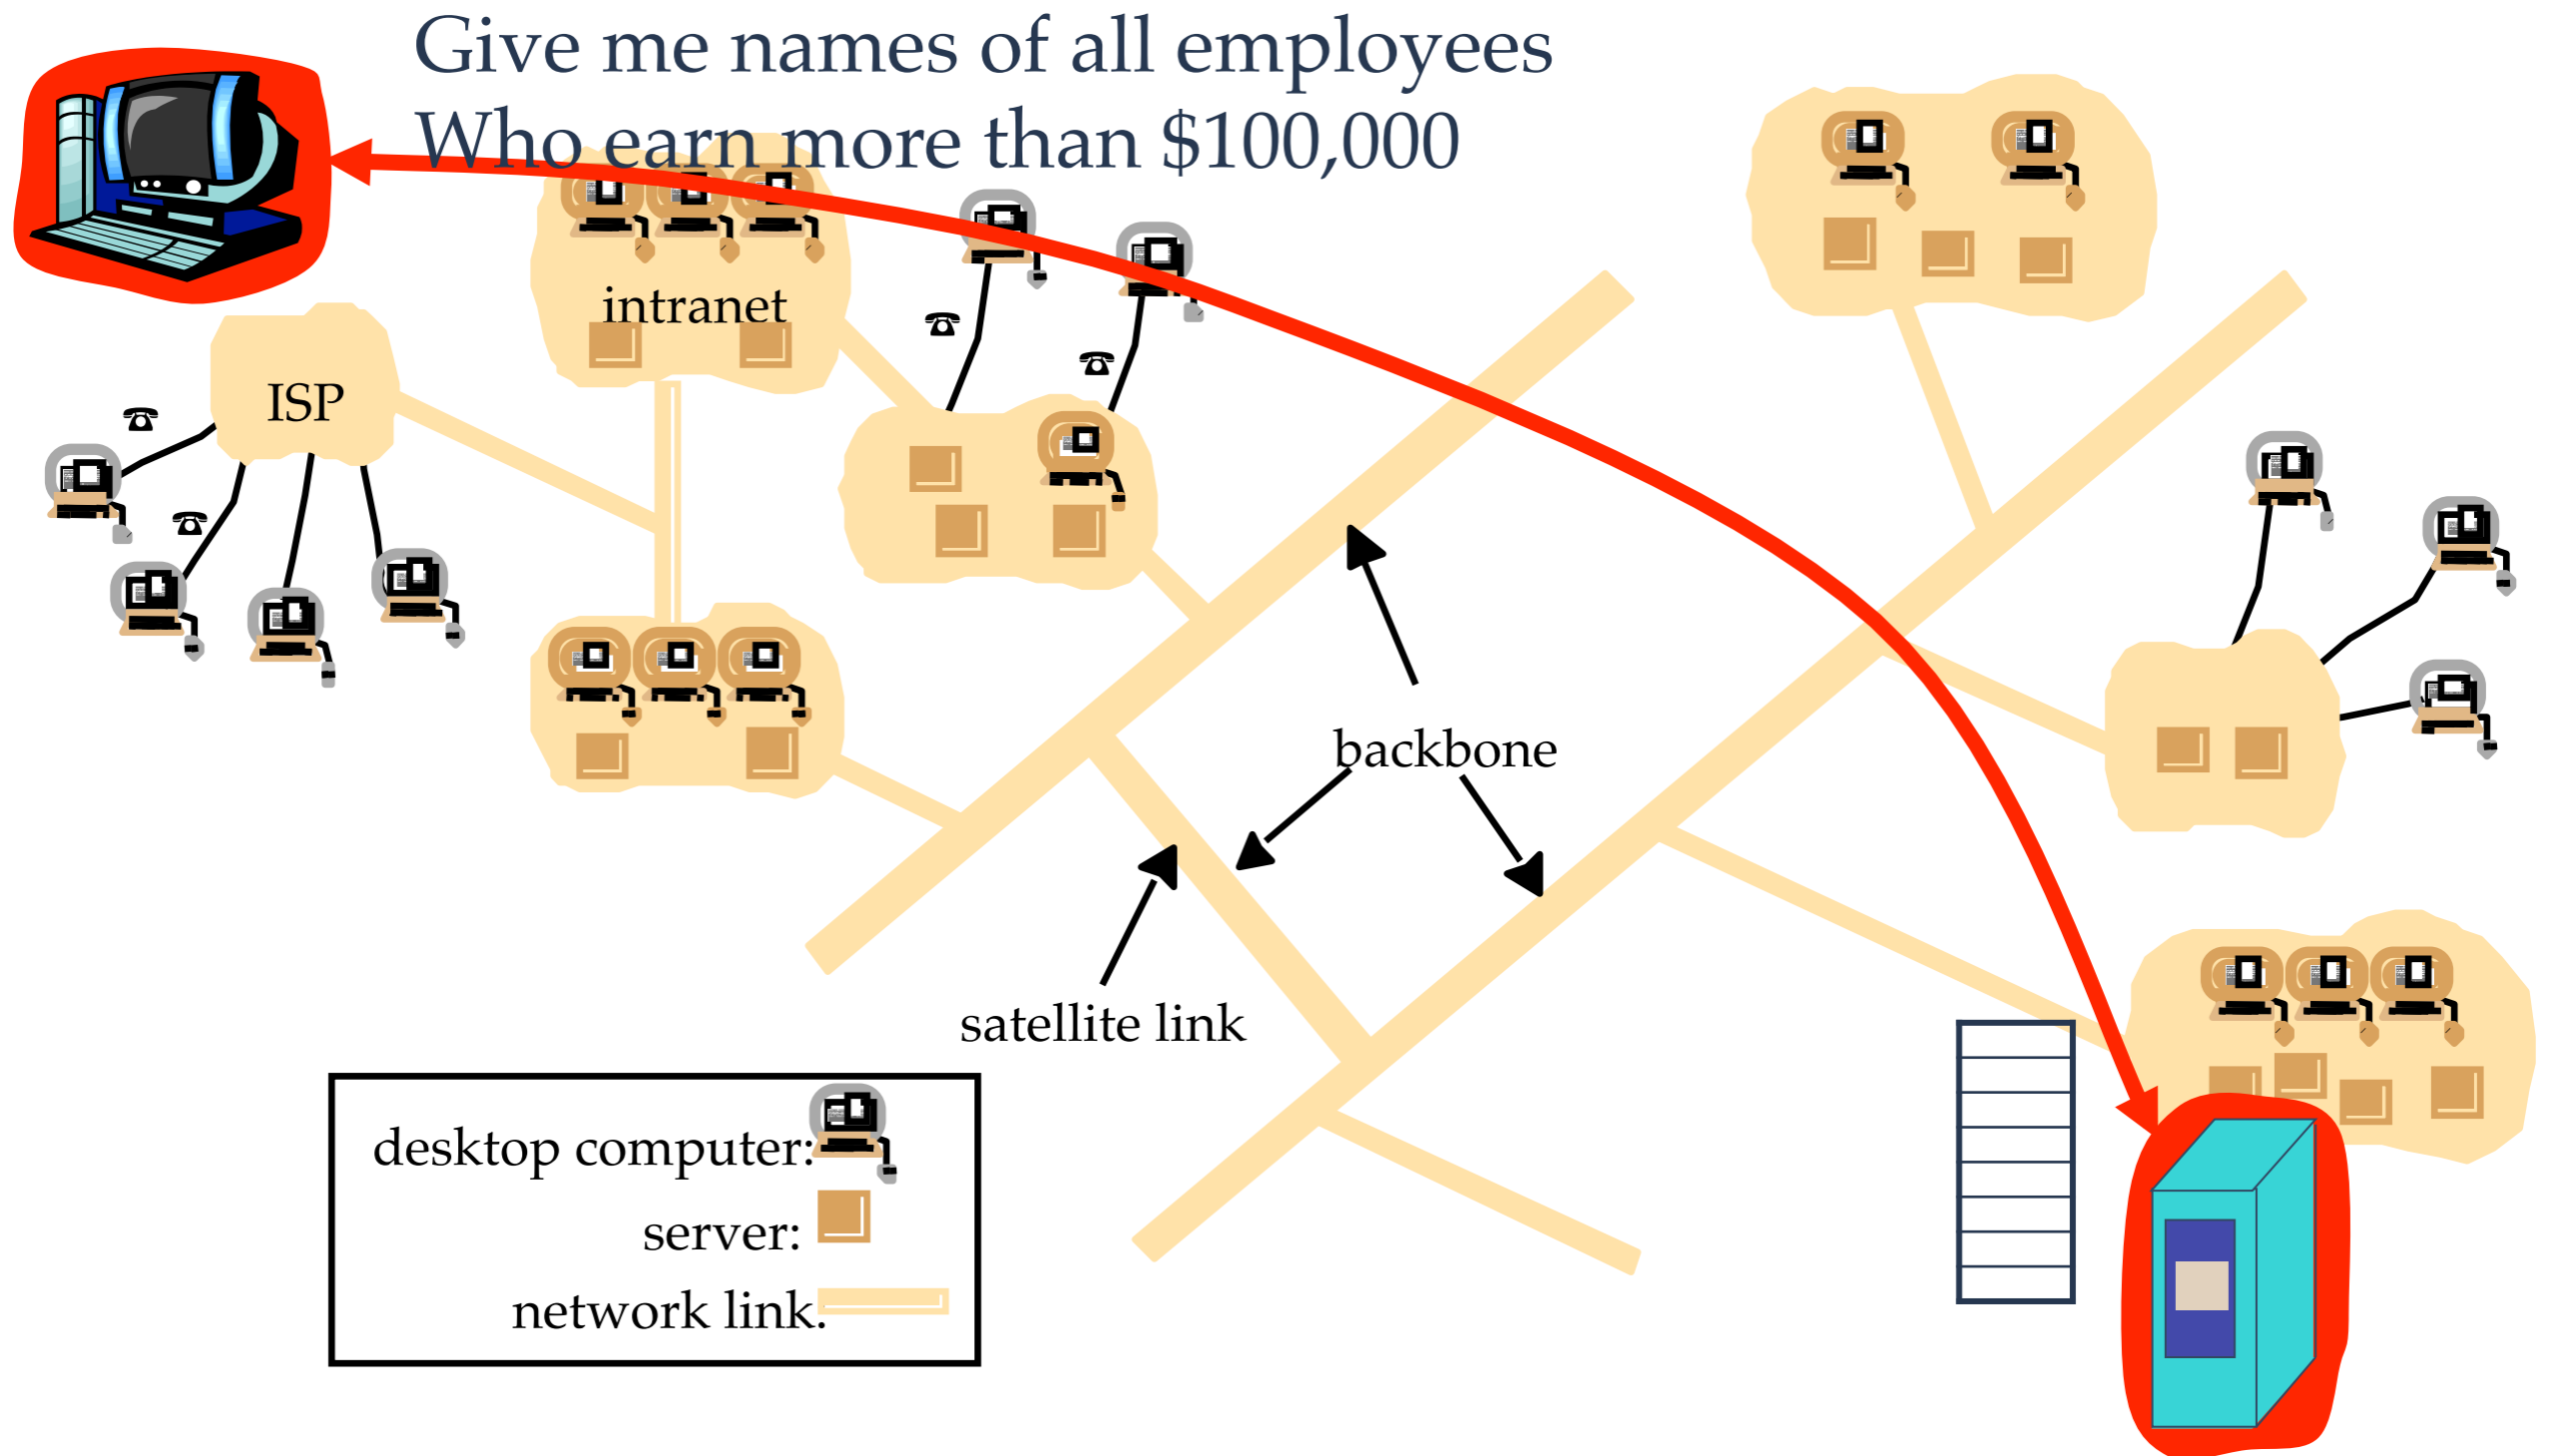 Give me names of all employees
Who earn more than $100,000
intranet
ISP
backbone
satellite link
desktop computer:
server:
network link: